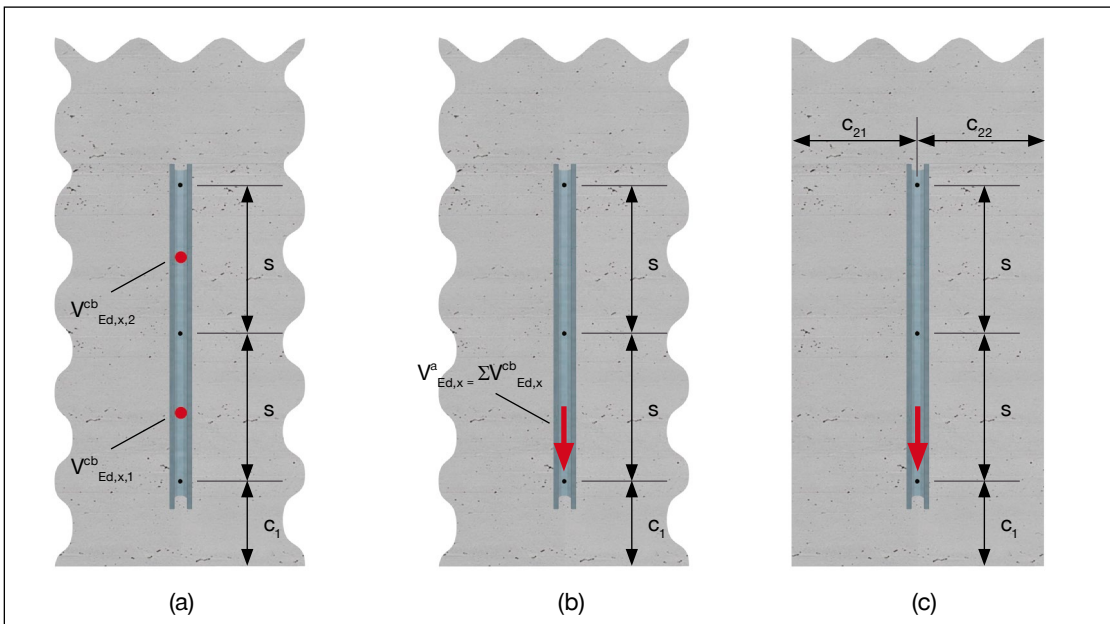 s
V^cb_Ed,x,2
s
V^cb_Ed,x,1
c₁
(a)
s
V^a_Ed,x = ΣV^cb_Ed,x
s
c₁
(b)
c₂₁
c₂₂
s
s
c₁
(c)